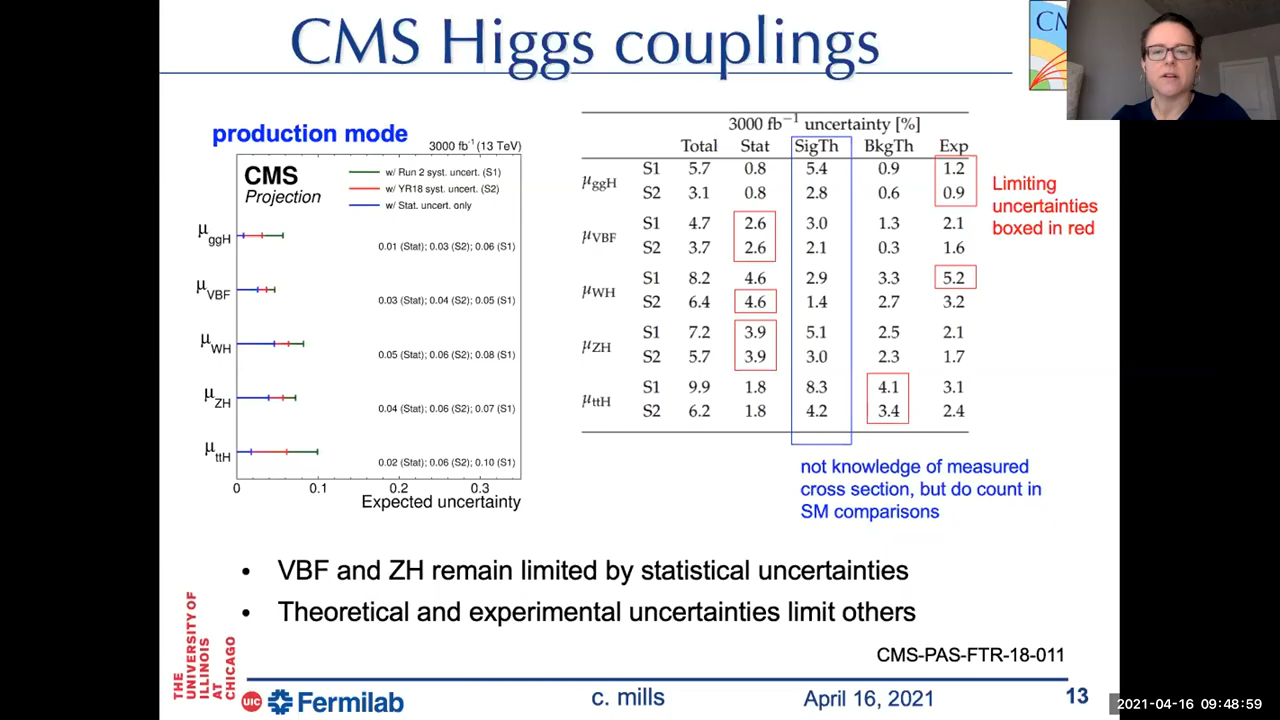 CMS Higgs couplings
CM
production mode
3000 fb⁻¹ (13 TeV)
CMS
Projection
w/ Run 2 syst. uncert. (S1)
w/ YR18 syst. uncert. (S2)
w/ Stat. uncert. only
μggH 0.01 (Stat); 0.03 (S2); 0.06 (S1)
μVBF 0.03 (Stat); 0.04 (S2); 0.05 (S1)
μWH 0.05 (Stat); 0.06 (S2); 0.08 (S1)
μZH 0.04 (Stat); 0.06 (S2); 0.07 (S1)
μttH 0.02 (Stat); 0.06 (S2); 0.10 (S1)
0 0.1 0.2 0.3
Expected uncertainty
3000 fb⁻¹ uncertainty [%]
Total Stat SigTh BkgTh Exp
μggH S1 5.7 0.8 5.4 0.9 1.2
S2 3.1 0.8 2.8 0.6 0.9
μVBF S1 4.7 2.6 3.0 1.3 2.1
S2 3.7 2.6 2.1 0.3 1.6
μWH S1 8.2 4.6 2.9 3.3 5.2
S2 6.4 4.6 1.4 2.7 3.2
μZH S1 7.2 3.9 5.1 2.5 2.1
S2 5.7 3.9 3.0 2.3 1.7
μttH S1 9.9 1.8 8.3 4.1 3.1
S2 6.2 1.8 4.2 3.4 2.4
Limiting
uncertainties
boxed in red
not knowledge of measured
cross section, but do count in
SM comparisons
• VBF and ZH remain limited by statistical uncertainties
• Theoretical and experimental uncertainties limit others
CMS-PAS-FTR-18-011
THE
UNIVERSITY OF
ILLINOIS
AT
CHICAGO
UIC
Fermilab
c. mills
April 16, 2021
13
2021-04-16 09:48:59